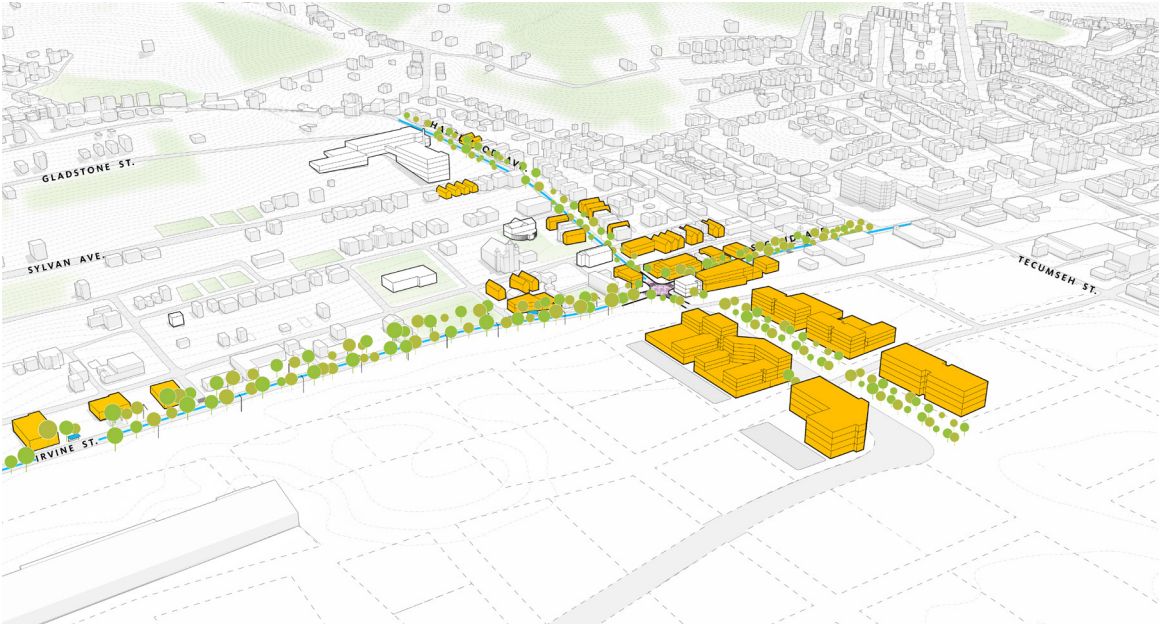 GLADSTONE ST.
SYLVAN AVE.
TECUMSEH ST.
IRVINE ST.